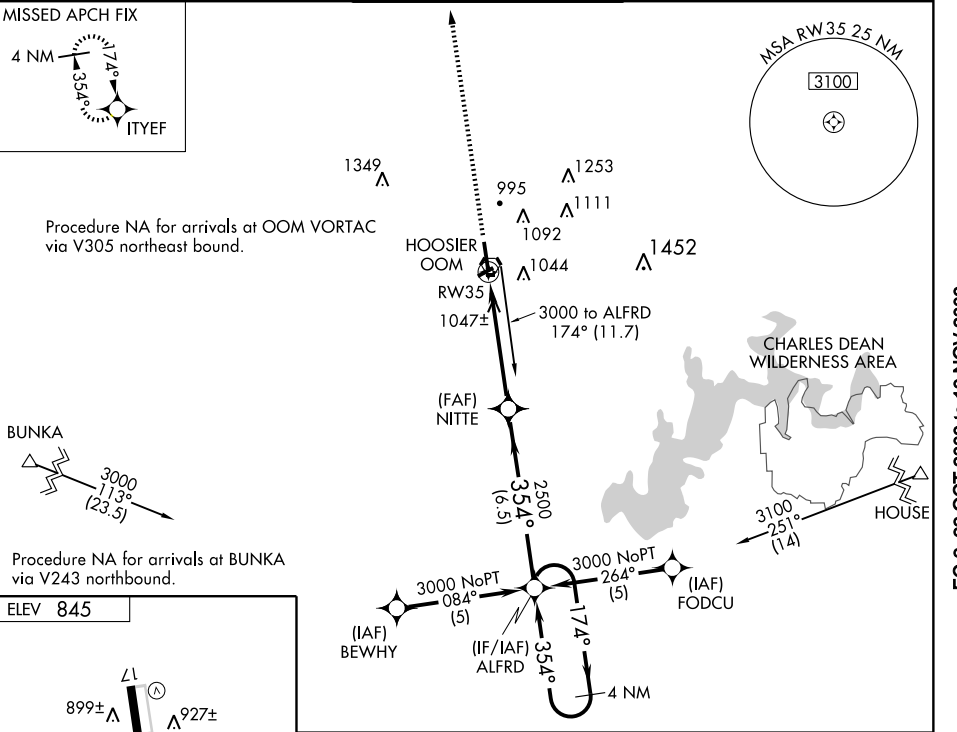 MISSED APCH FIX
4 NM
174°
354°
ITYEF
MSA RW35 25 NM
3100
1349
1253
995
1111
1092
Procedure NA for arrivals at OOM VORTAC
via V305 northeast bound.
HOOSIER
OOM
1044
1452
RW35
1047±
3000 to ALFRD
174° (11.7)
CHARLES DEAN
WILDERNESS AREA
(FAF)
NITTE
BUNKA
3000
113°
(23.5)
2500
354°
(6.5)
3100
251°
(14)
HOUSE
Procedure NA for arrivals at BUNKA
via V243 northbound.
3000 NoPT
084°
(5)
3000 NoPT
264°
(5)
(IAF)
FODCU
(IAF)
BEWHY
(IF/IAF)
ALFRD
354°
174°
4 NM
ELEV 845
17
V
899±
927±